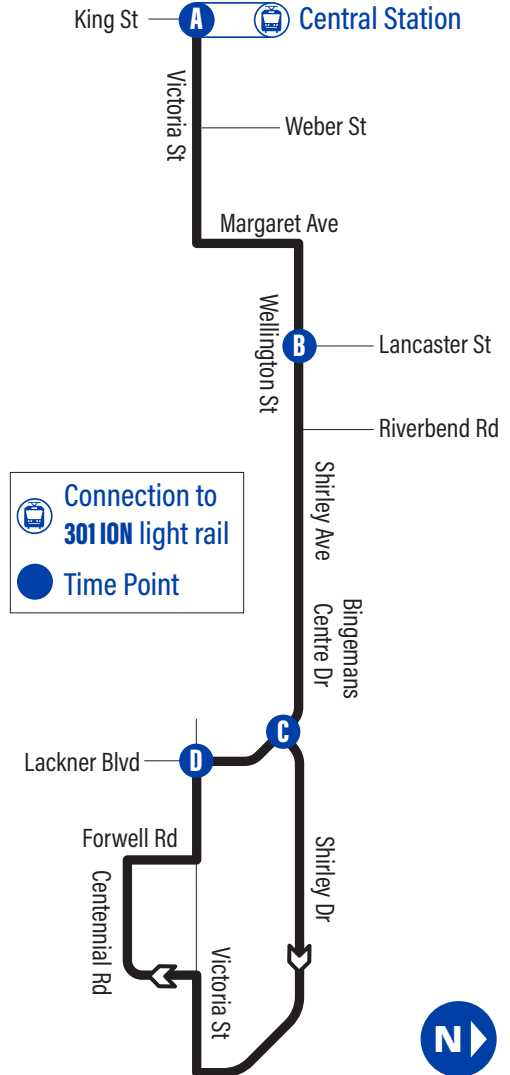 King St
A
Central Station
Victoria St
Weber St
Margaret Ave
Wellington St
B
Lancaster St
Riverbend Rd
Connection to
301 ION light rail
Time Point
Shirley Ave
Bingemans
Centre Dr
C
Lackner Blvd
D
Forwell Rd
Centennial Rd
Shirley Dr
Victoria St
N